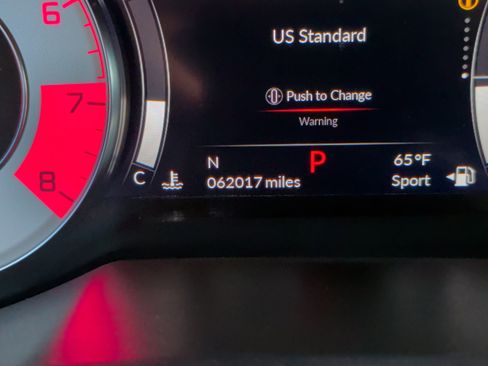 6
US Standard
Push to Change
7
Warning
N
P
65°F
C
8
062017 miles
Sport